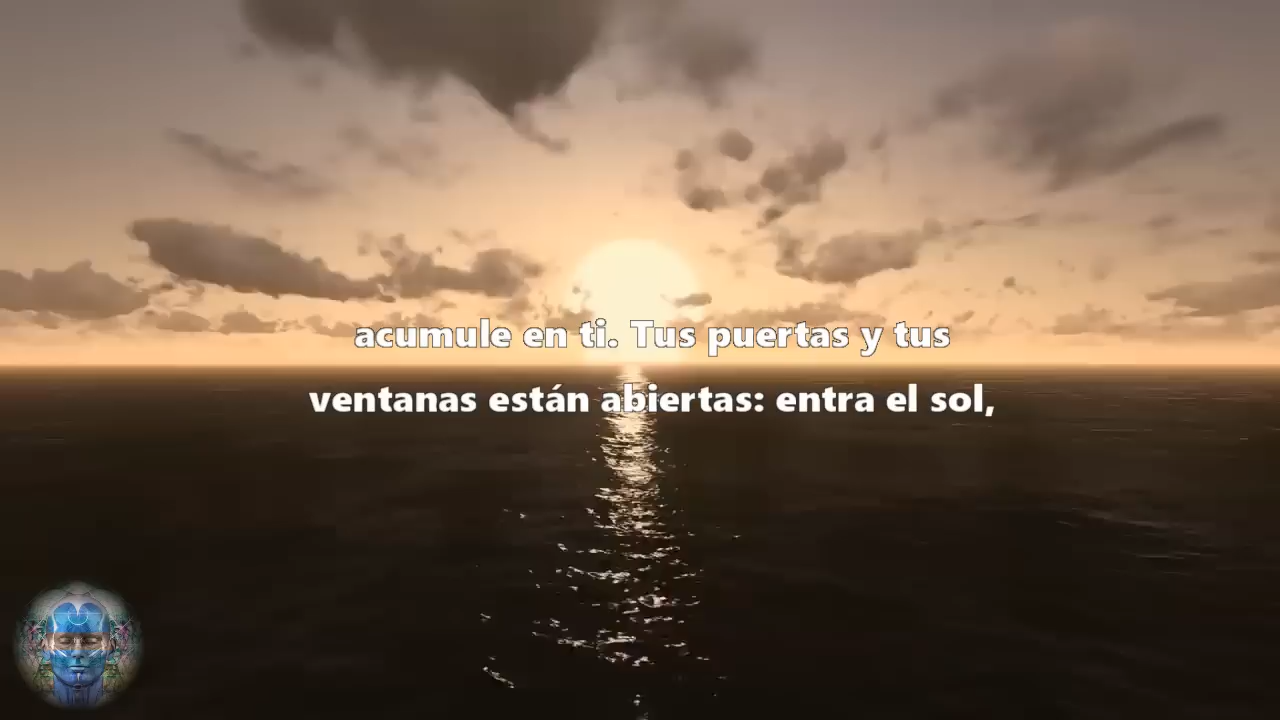 acumule en ti. Tus puertas y tus
ventanas están abiertas: entra el sol,